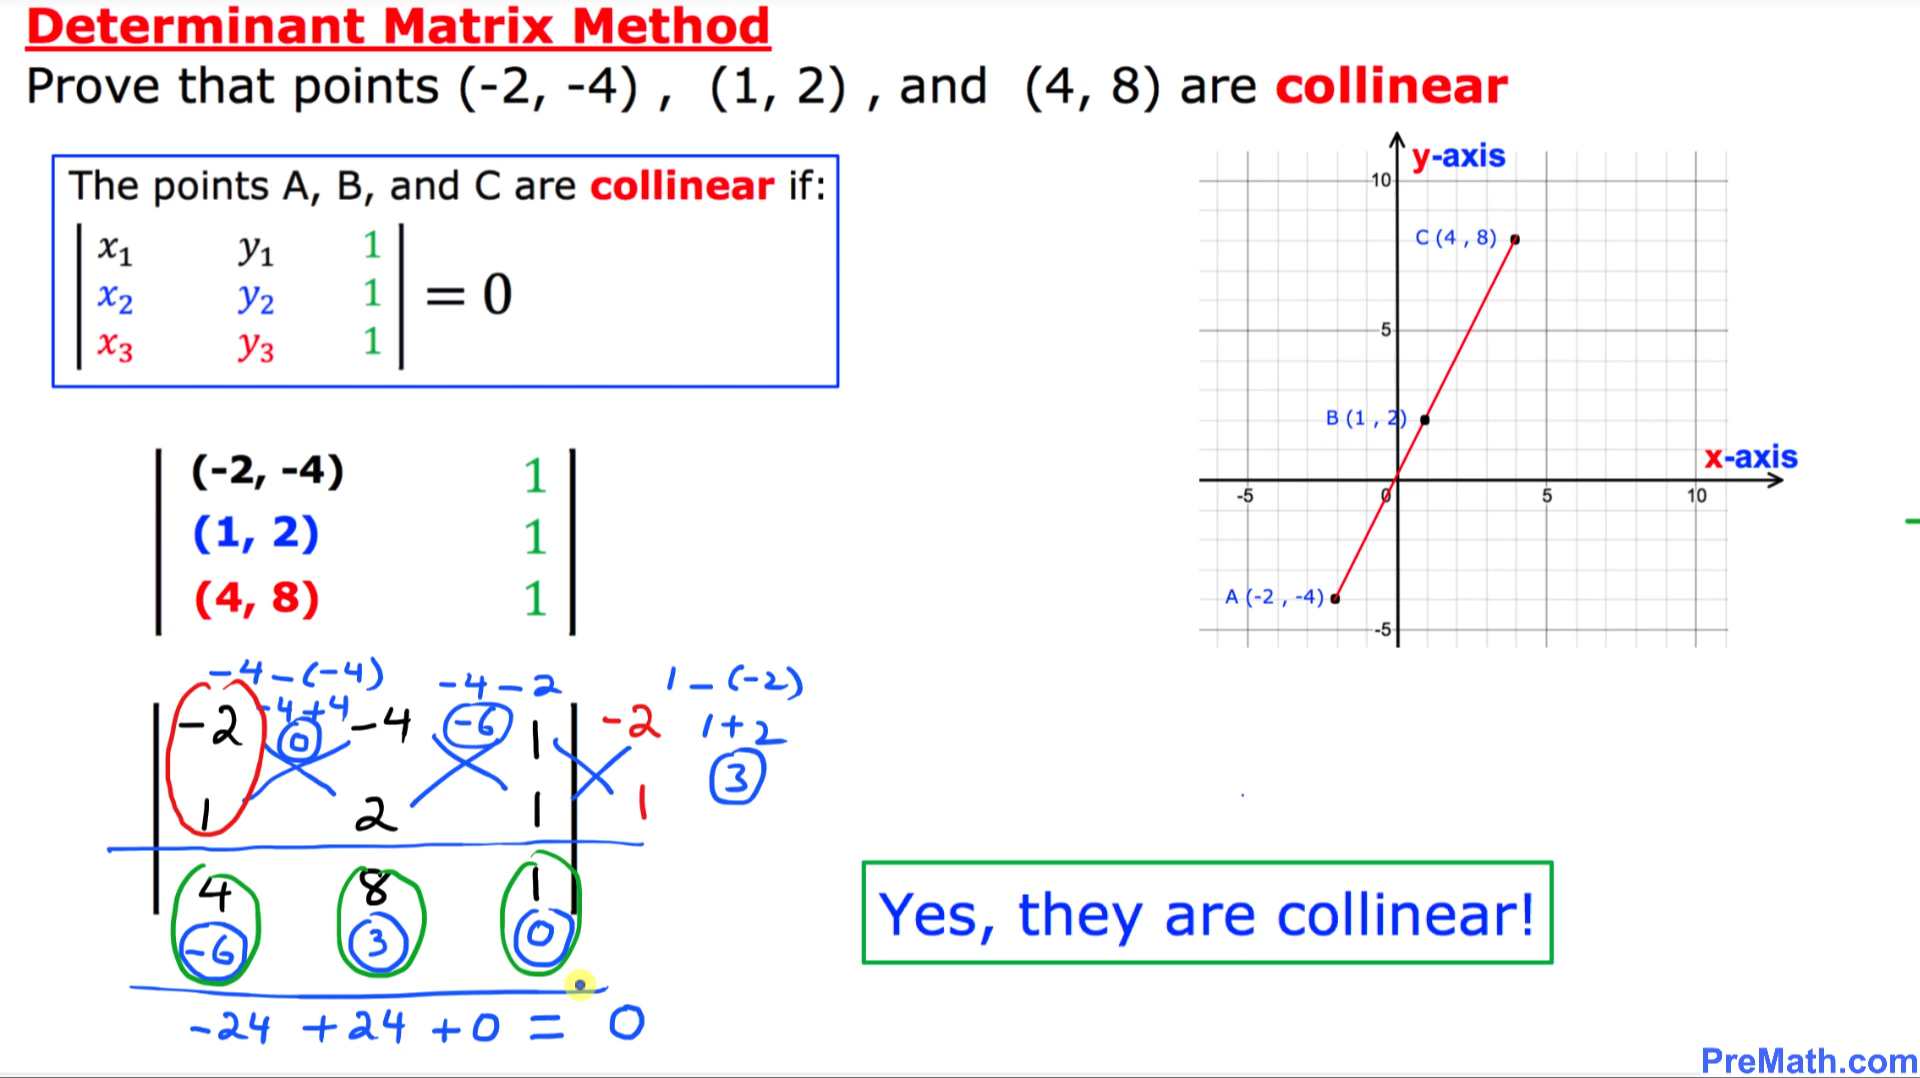 Determinant Matrix Method
Prove that points (-2, -4) , (1, 2) , and (4, 8) are collinear
The points A, B, and C are collinear if:
x₁ y₁ 1
x₂ y₂ 1 = 0
x₃ y₃ 1
(-2, -4) 1
(1, 2) 1
(4, 8) 1
-4-(-4) -4-2 1-(-2)
-4+4 1+2
-2 0 -4 -6 1 -2 3
1 2 1 1
4 8 1
-6 3 0
-24 +24 +0 = 0
y-axis
10
C (4 , 8)
5
B (1 , 2)
x-axis
-5 0 5 10
A (-2 , -4)
-5
Yes, they are collinear!
PreMath.com